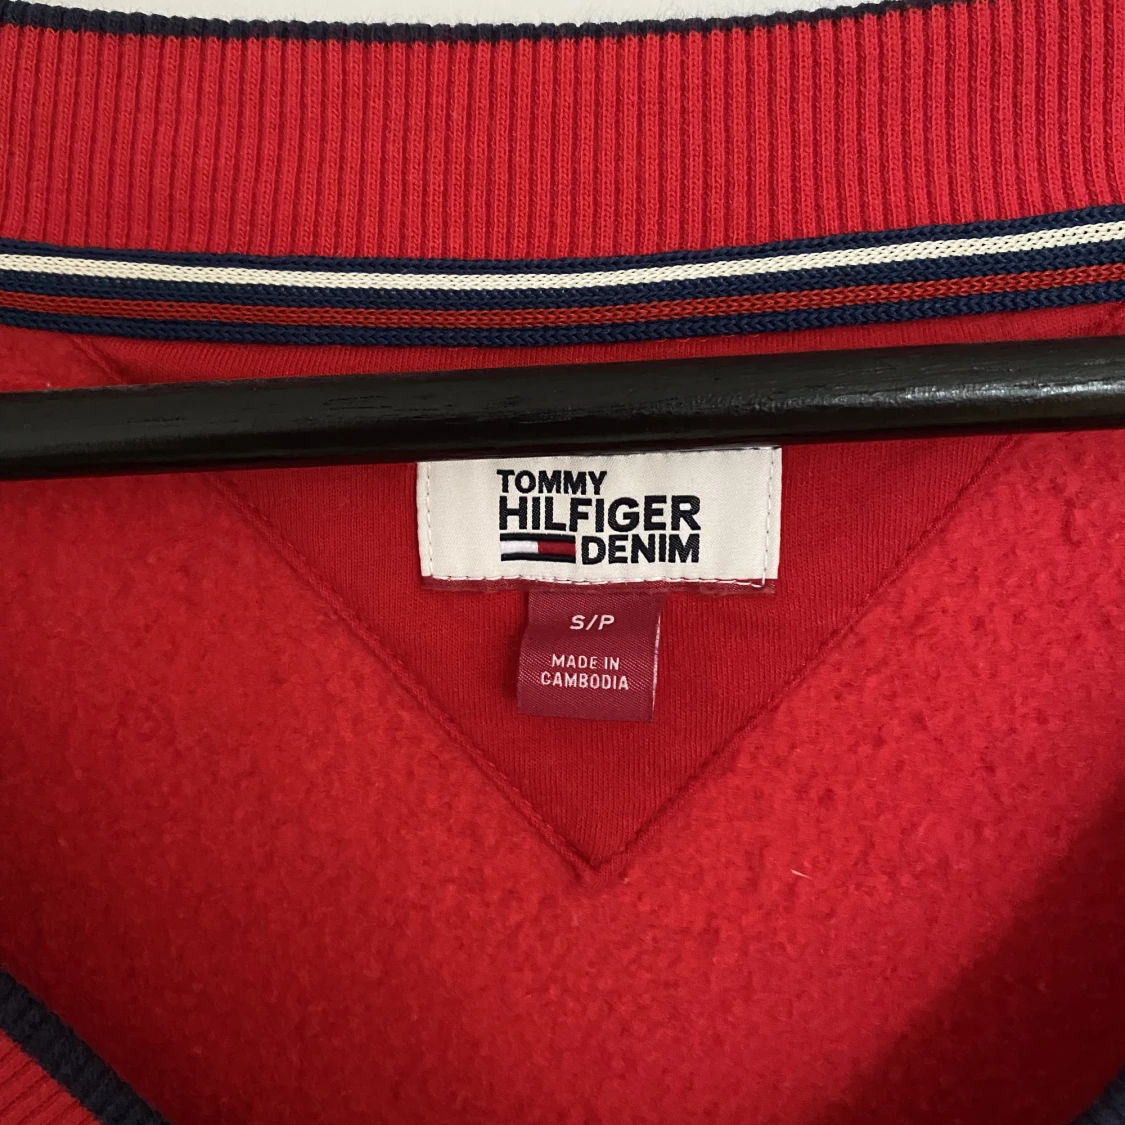 TOMMY
HILFIGER
DENIM
S/P
MADE IN
CAMBODIA